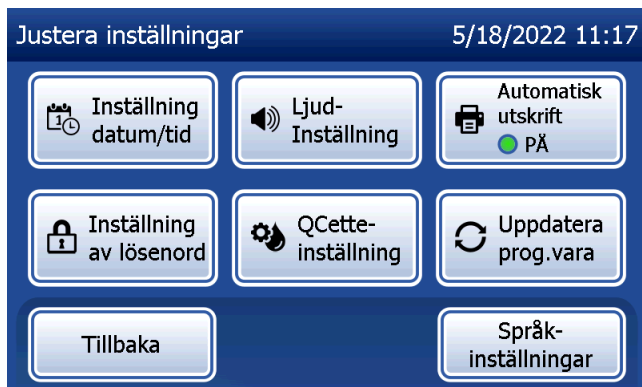 Justera inställningar 5/18/2022 11:17
Inställning
datum/tid
Ljud-
Inställning
Automatisk
utskrift
PÄ
Inställning
av lösenord
QCette-
inställning
Uppdatera
prog.vara
Tillbaka
Språk-
inställningar